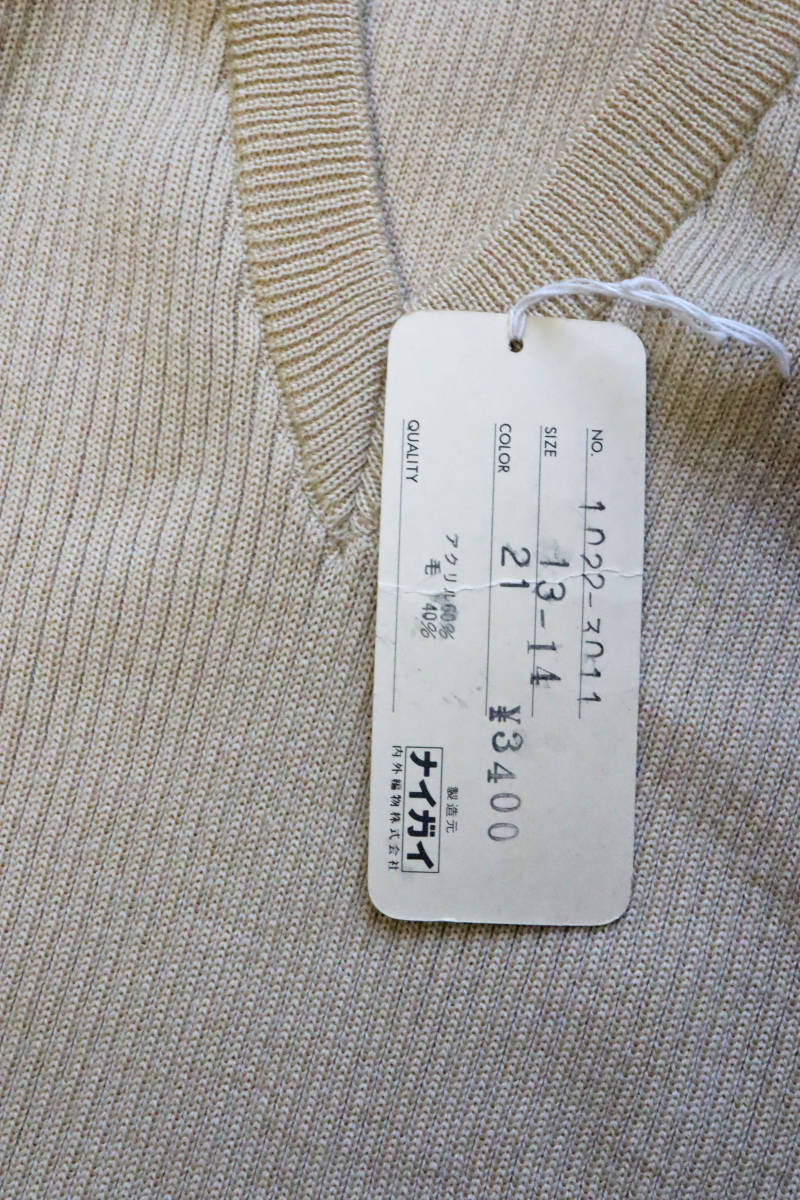 NO. 1022-3011
SIZE 13-14
COLOR 21 ¥3400
QUALITY
アクリル60%
毛 40%
製造元
ナイガイ
内外編物株式会社